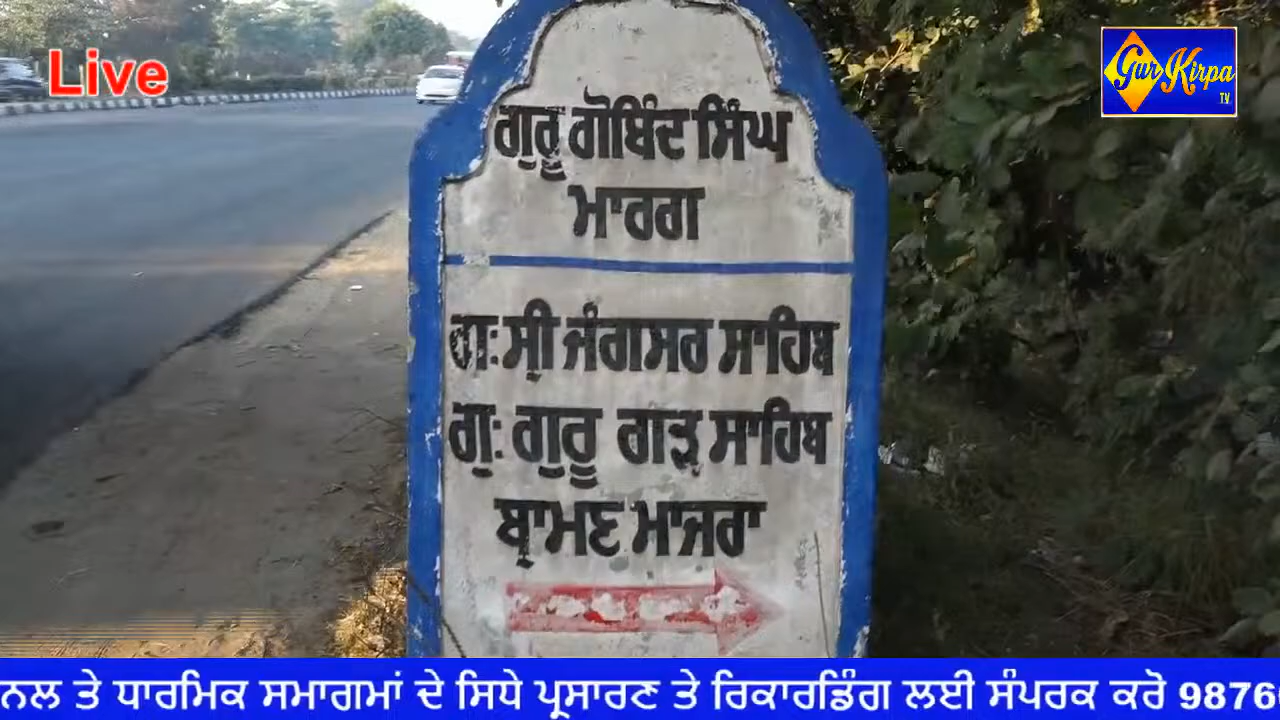 Live
Gur Kirpa
TV
ਗੁਰੂ ਗੋਬਿੰਦ ਸਿੰਘ
ਮਾਰਗ
ਗੁ: ਸ੍ਰੀ ਜੰਗਸਰ ਸਾਹਿਬ
ਗੁ: ਗੁਰੂ ਗੜ੍ਹ ਸਾਹਿਬ
ਬ੍ਰਾਮਣ ਮਾਜਰਾ
ਨਲ ਤੇ ਧਾਰਮਿਕ ਸਮਾਗਮਾਂ ਦੇ ਸਿਧੇ ਪ੍ਰਸਾਰਣ ਤੇ ਰਿਕਾਰਡਿੰਗ ਲਈ ਸੰਪਰਕ ਕਰੋ 9876